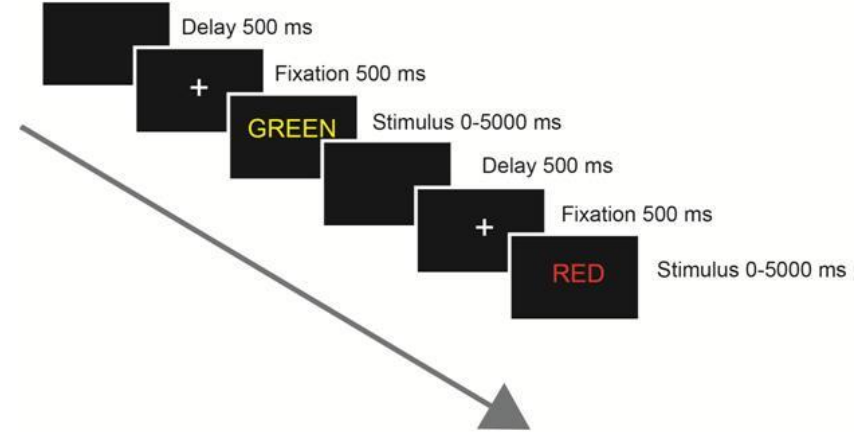 Delay 500 ms
+
Fixation 500 ms
GREEN
Stimulus 0-5000 ms
Delay 500 ms
+
Fixation 500 ms
RED
Stimulus 0-5000 ms